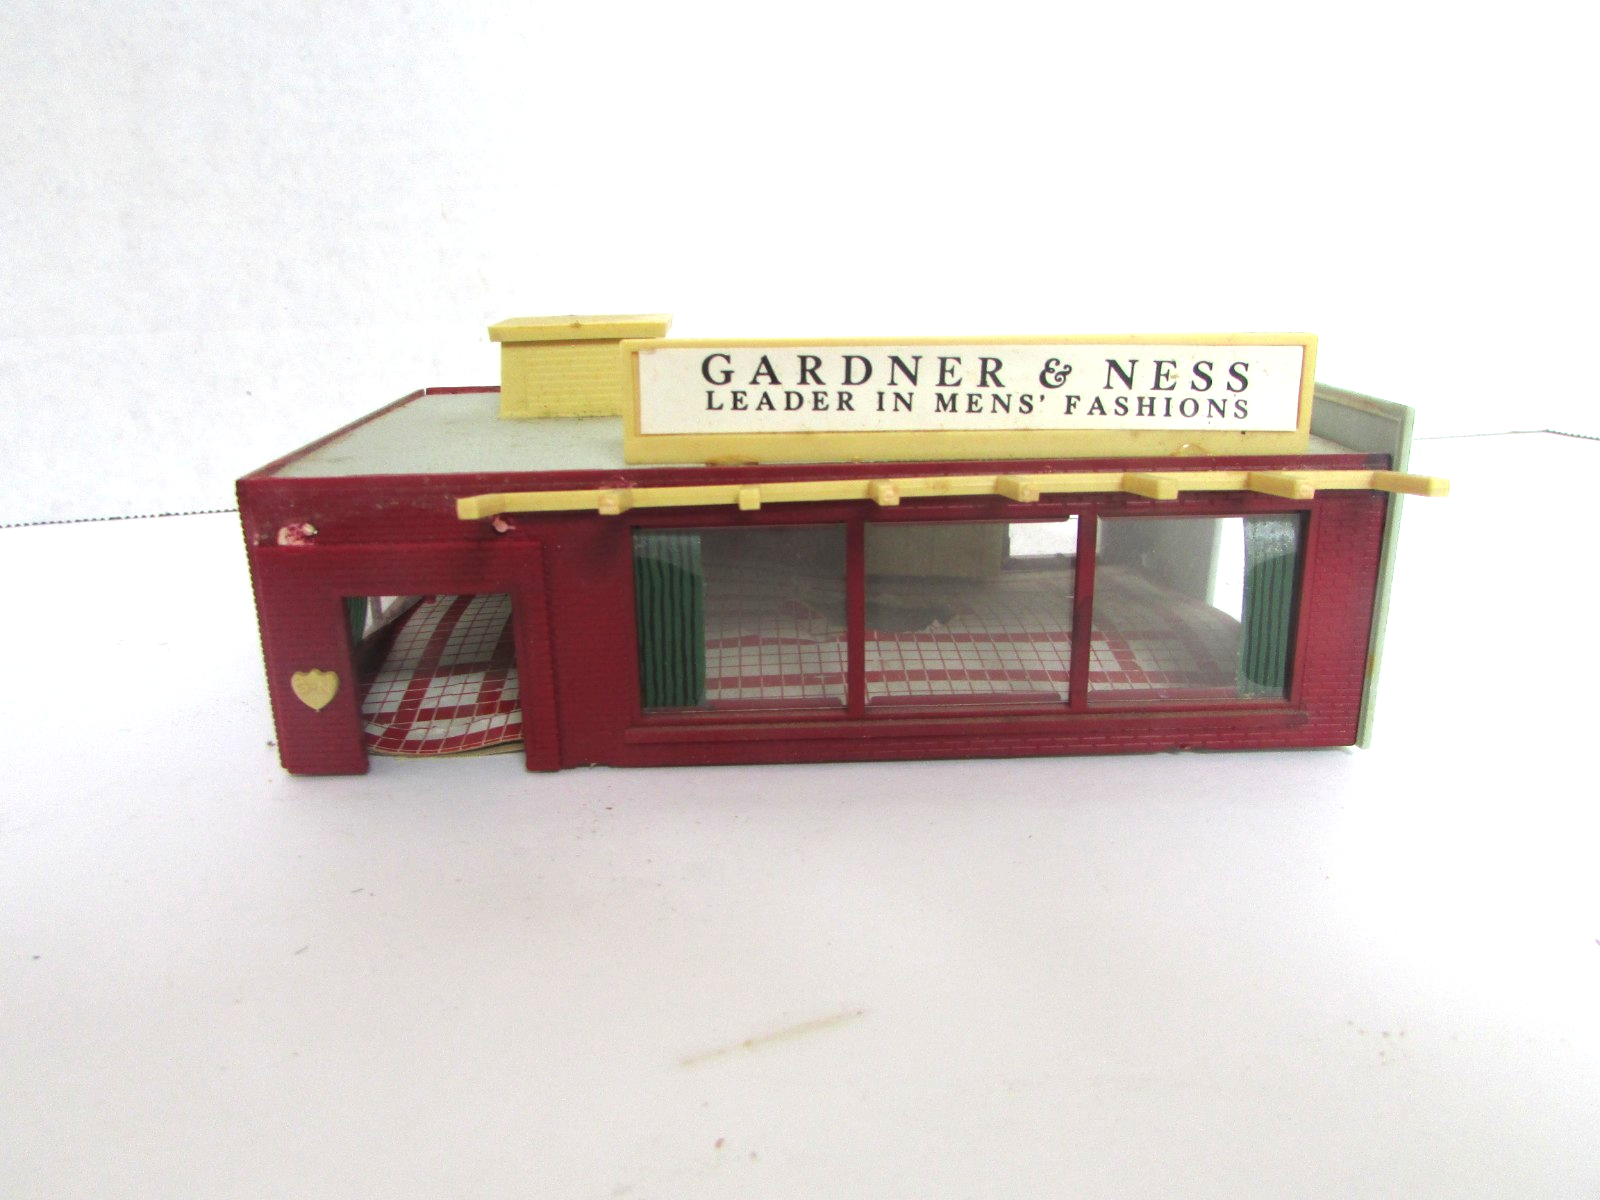 GARDNER & NESS
LEADER IN MENS' FASHIONS